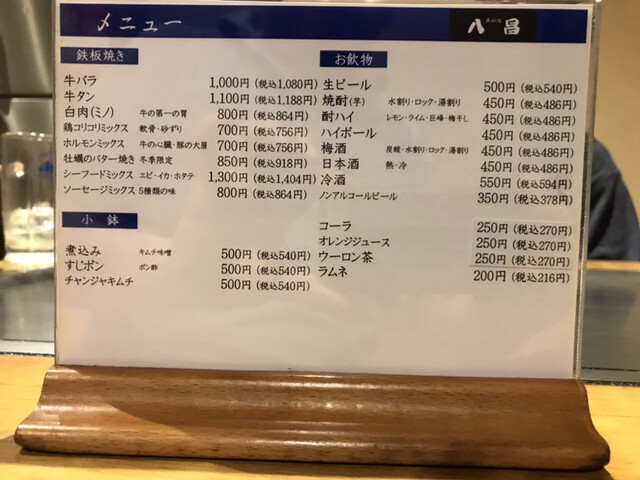 メニュー
八昌
鉄板焼き
牛バラ 1,000円(税込1,080円)
牛タン 1,100円(税込1,188円)
白肉(ミノ) 牛の第一の胃 800円(税込864円)
鶏コリコリミックス 軟骨・砂ずり 700円(税込756円)
ホルモンミックス 牛の心臓・豚の大腸 700円(税込756円)
牡蠣のバター焼き 冬季限定 850円(税込918円)
シーフードミックス エビ・イカ・ホタテ 1,300円(税込1,404円)
ソーセージミックス 5種類の味 800円(税込864円)
小鉢
煮込み キムチ味噌 500円(税込540円)
すじポン ポン酢 500円(税込540円)
チャンジャキムチ 500円(税込540円)
お飲物
生ビール 500円(税込540円)
焼酎(芋) 水割り・ロック・湯割り 450円(税込486円)
酎ハイ レモン・ライム・巨峰・梅干し 450円(税込486円)
ハイボール 450円(税込486円)
梅酒 炭酸・水割り・ロック・湯割り 450円(税込486円)
日本酒 熱・冷 450円(税込486円)
冷酒 550円(税込594円)
ノンアルコールビール 350円(税込378円)
コーラ 250円(税込270円)
オレンジジュース 250円(税込270円)
ウーロン茶 250円(税込270円)
ラムネ 200円(税込216円)